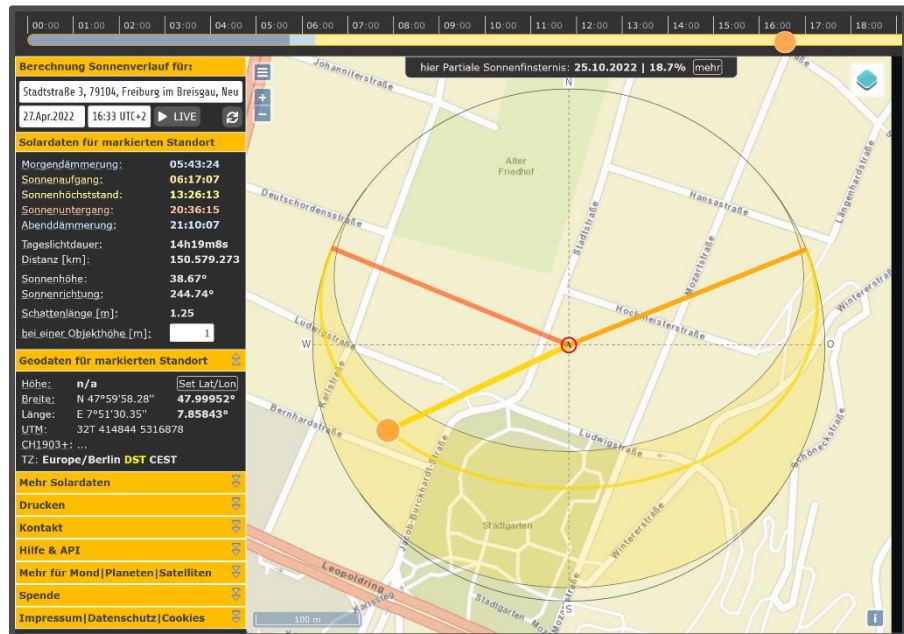 00:00 01:00 02:00 03:00 04:00 05:00 06:00 07:00 08:00 09:00 10:00 11:00 12:00 13:00 14:00 15:00 16:00 17:00 18:00
Berechnung Sonnenverlauf für:
Stadtstraße 3, 79104, Freiburg im Breisgau, Neu
27.Apr.2022 16:33 UTC+2 LIVE
Solardaten für markierten Standort
Morgendämmerung: 05:43:24
Sonnenaufgang: 06:17:07
Sonnenhöchststand: 13:26:13
Sonnenuntergang: 20:36:15
Abenddämmerung: 21:10:07
Tageslichtdauer: 14h19m8s
Distanz [km]: 150.579.273
Sonnenhöhe: 38.67°
Sonnenrichtung: 244.74°
Schattenlänge [m]: 1.25
bei einer Objekthöhe [m]: 1
Geodaten für markierten Standort
Höhe: n/a Set Lat/Lon
Breite: N 47°59'58.28" 47.99952°
Länge: E 7°51'30.35" 7.85843°
UTM: 32T 414844 5316878
CH1903+: ...
TZ: Europe/Berlin DST CEST
Mehr Solardaten
Drucken
Kontakt
Hilfe & API
Mehr für Mond|Planeten|Satelliten
Spende
Impressum|Datenschutz|Cookies
hier Partiale Sonnenfinsternis: 25.10.2022 | 18.7% mehr
+
−
Johanniterstraße
N
Alter
Friedhof
Deutschordensstraße
Stadtstraße
Hansastraße
Längenhardstraße
Mozartstraße
Hochmeisterstraße
Wintererstraße
Ludwigstraße
W
O
Karlstraße
Bernhardstraße
Ludwigstraße
Schöneckstraße
Jacob-Burckhardt-Straße
Stadtgarten
Wintererstraße
Leopoldring
Karlssteg
Stadtgarten
S
100 m
i